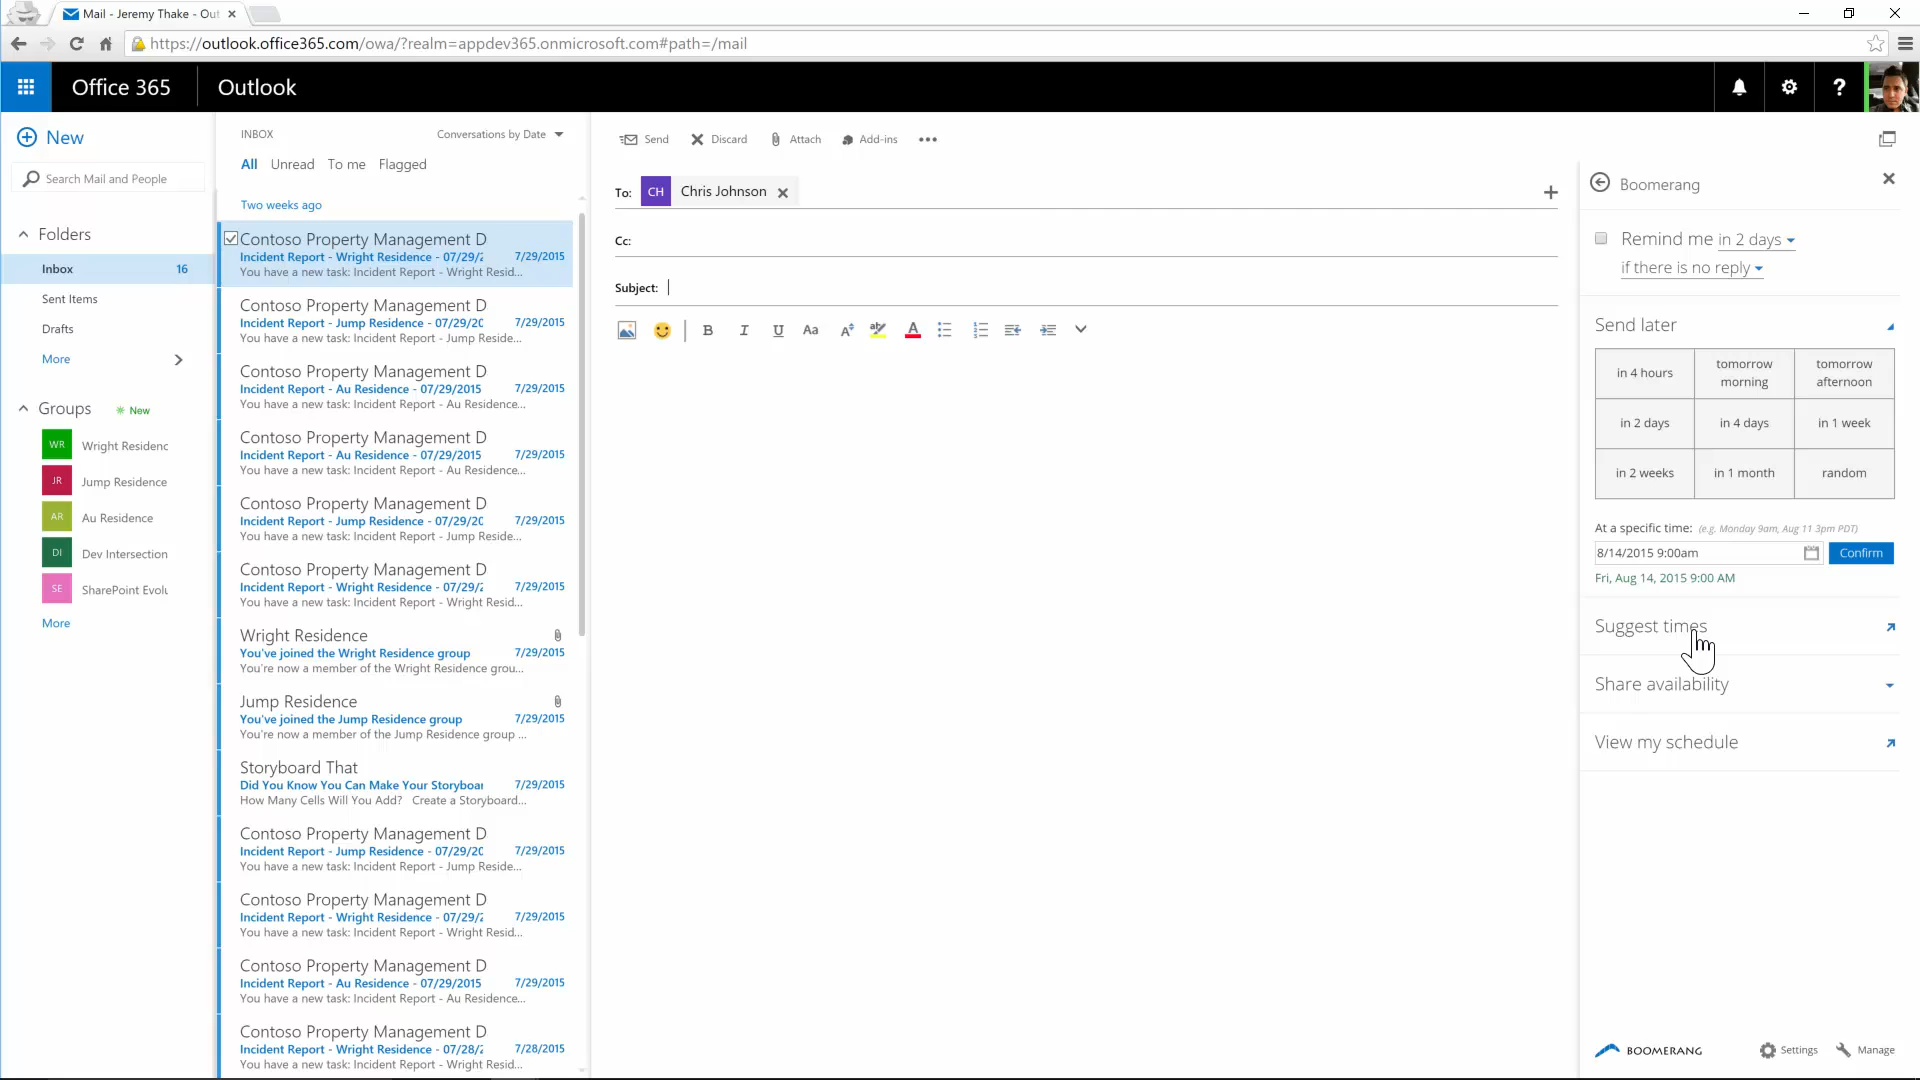 Mail - Jeremy Thake - Out
https://outlook.office365.com/owa/?realm=appdev365.onmicrosoft.com#path=/mail
Office 365
Outlook
?
New
Search Mail and People
Folders
Inbox 16
Sent Items
Drafts
More
Groups New
WR Wright Residenc
JR Jump Residence
AR Au Residence
DI Dev Intersection
SE SharePoint Evolu
More
INBOX
Conversations by Date
All Unread To me Flagged
Two weeks ago
Contoso Property Management D
Incident Report - Wright Residence - 07/29/2 7/29/2015
You have a new task: Incident Report - Wright Resid...
Contoso Property Management D
Incident Report - Jump Residence - 07/29/20 7/29/2015
You have a new task: Incident Report - Jump Reside...
Contoso Property Management D
Incident Report - Au Residence - 07/29/2015 7/29/2015
You have a new task: Incident Report - Au Residence...
Contoso Property Management D
Incident Report - Au Residence - 07/29/2015 7/29/2015
You have a new task: Incident Report - Au Residence...
Contoso Property Management D
Incident Report - Jump Residence - 07/29/20 7/29/2015
You have a new task: Incident Report - Jump Reside...
Contoso Property Management D
Incident Report - Wright Residence - 07/29/2 7/29/2015
You have a new task: Incident Report - Wright Resid...
Wright Residence
You've joined the Wright Residence group 7/29/2015
You're now a member of the Wright Residence grou...
Jump Residence
You've joined the Jump Residence group 7/29/2015
You're now a member of the Jump Residence group ...
Storyboard That
Did You Know You Can Make Your Storyboar 7/29/2015
How Many Cells Will You Add? Create a Storyboard...
Contoso Property Management D
Incident Report - Jump Residence - 07/29/20 7/29/2015
You have a new task: Incident Report - Jump Reside...
Contoso Property Management D
Incident Report - Wright Residence - 07/29/2 7/29/2015
You have a new task: Incident Report - Wright Resid...
Contoso Property Management D
Incident Report - Au Residence - 07/29/2015 7/29/2015
You have a new task: Incident Report - Au Residence...
Contoso Property Management D
Incident Report - Wright Residence - 07/28/2 7/28/2015
You have a new task: Incident Report - Wright Resid...
Send Discard Attach Add-ins
To: CH Chris Johnson
Cc:
Subject:
B I U Aa A ab A
Boomerang
Remind me in 2 days
if there is no reply
Send later
in 4 hours
tomorrow morning
tomorrow afternoon
in 2 days
in 4 days
in 1 week
in 2 weeks
in 1 month
random
At a specific time: (e.g. Monday 9am, Aug 11 3pm PDT)
8/14/2015 9:00am
Confirm
Fri, Aug 14, 2015 9:00 AM
Suggest times
Share availability
View my schedule
BOOMERANG
Settings
Manage